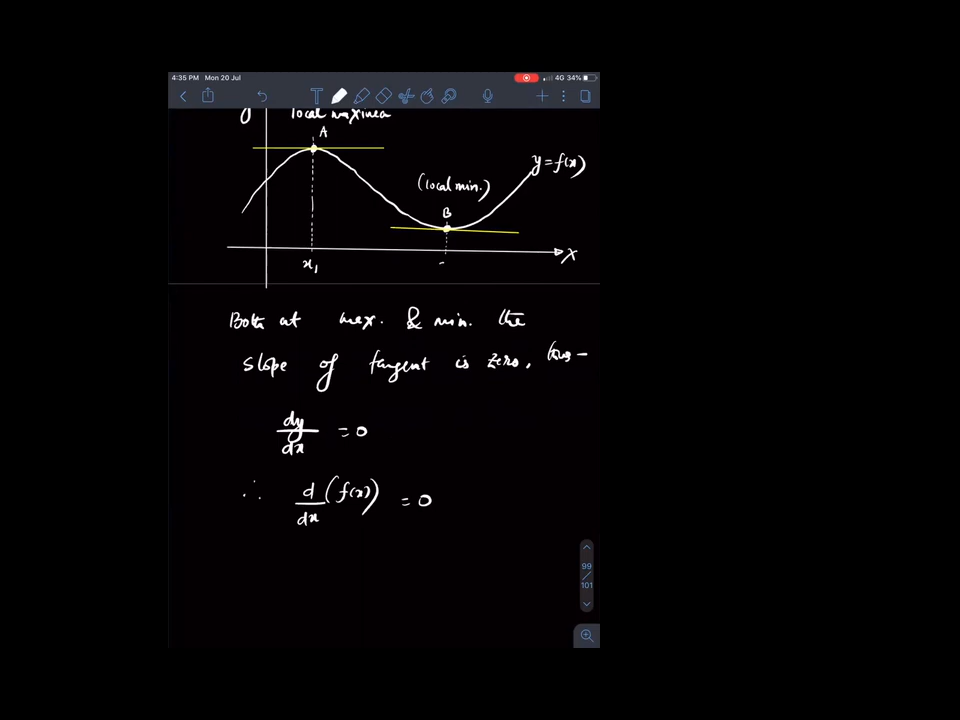 4:35 PM Mon 20 Jul
4G 34%
y
local maxima
A
y = f(x)
(local min.)
B
x₁
X
Both at max. & min. the
slope of tangent is zero,
dy/dx = 0
∴ d/dx (f(x)) = 0
99
/
101